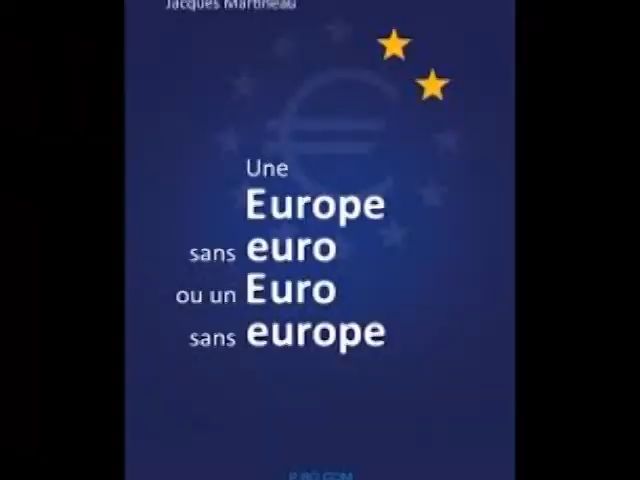 Jacques Martineau
Une
Europe
sans euro
ou un Euro
sans europe